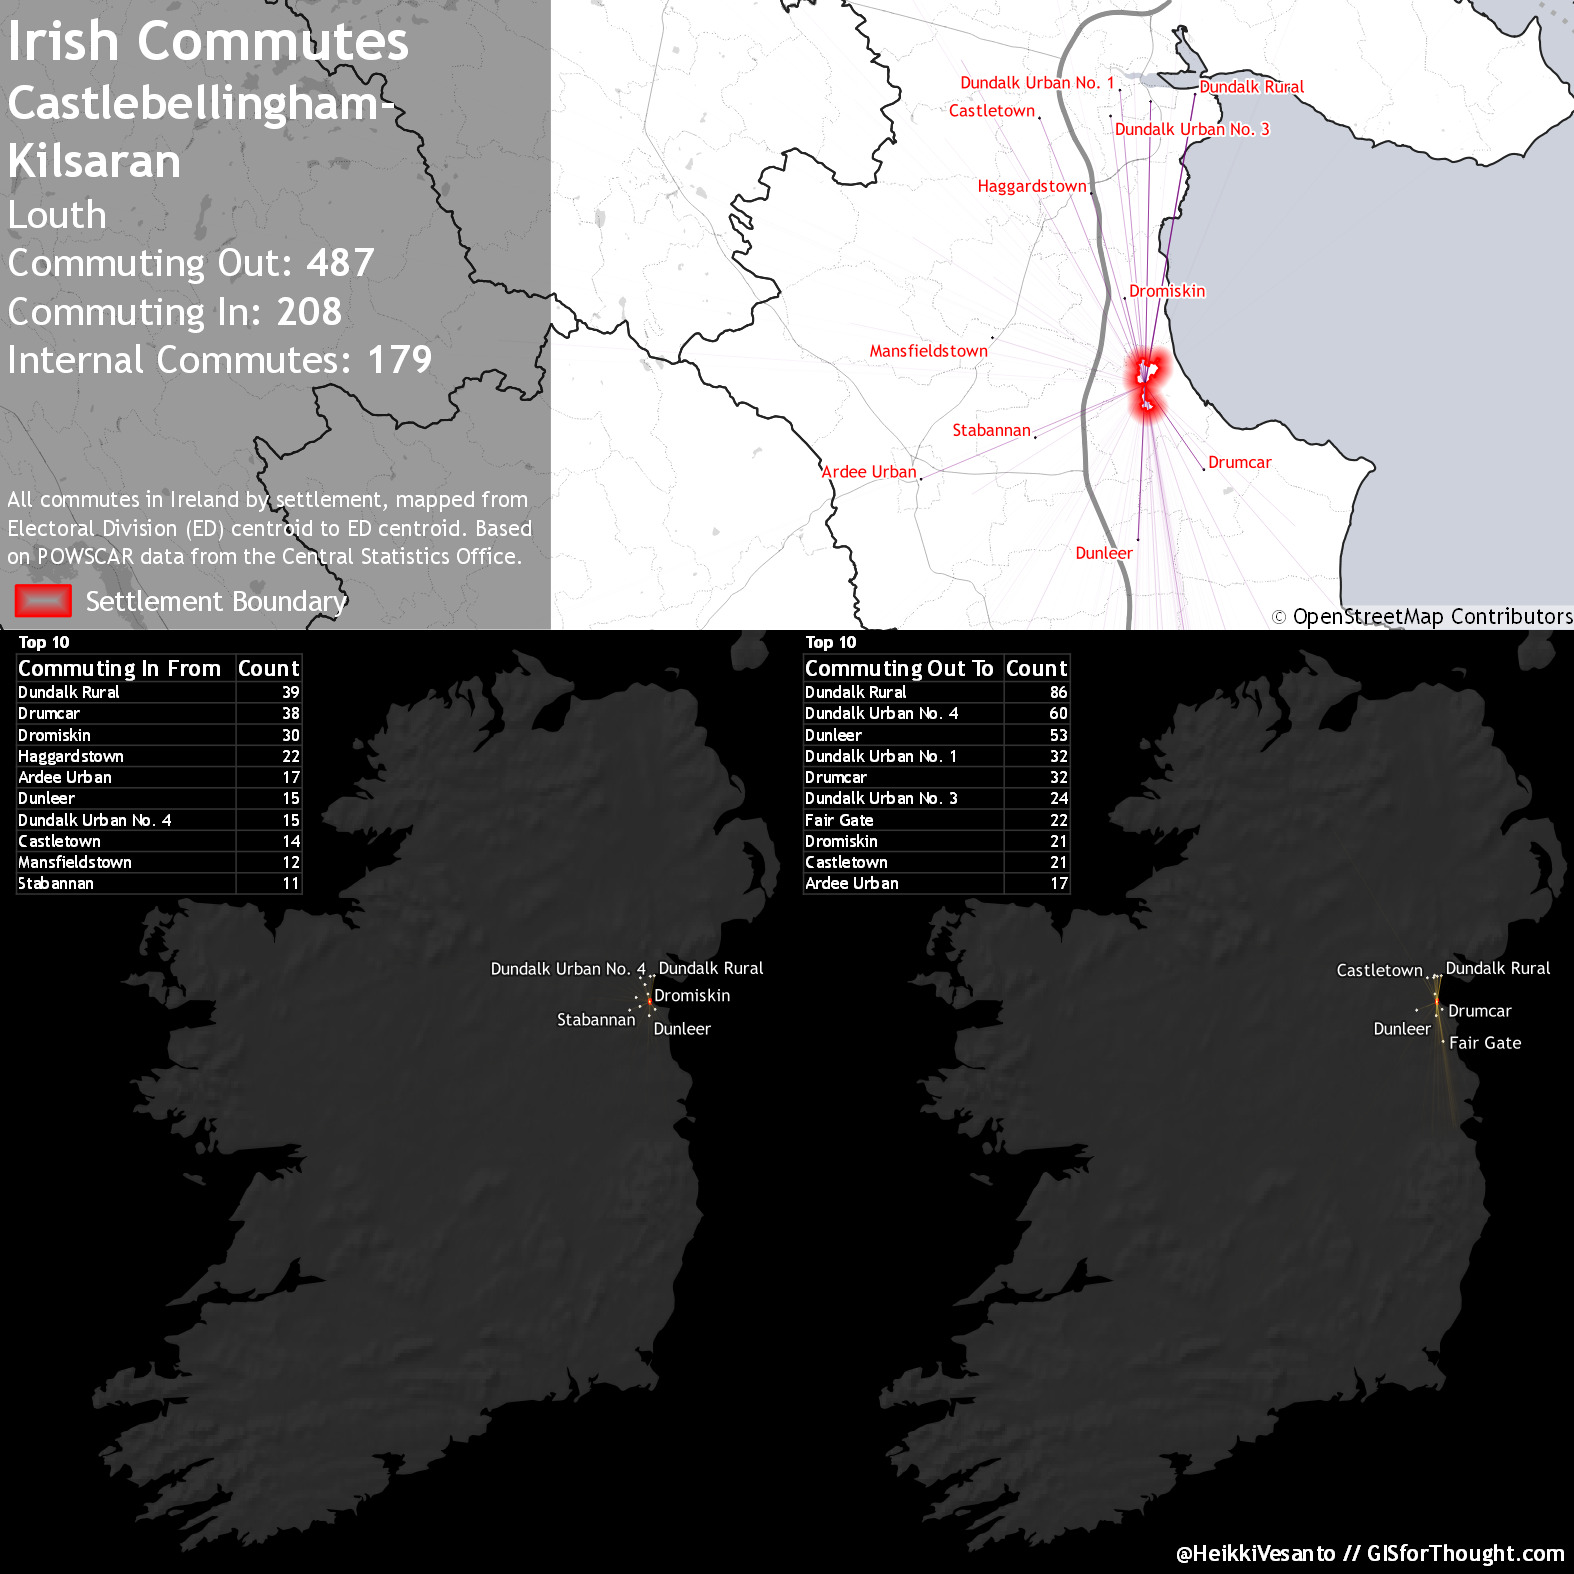 Irish Commutes
Castlebellingham-
Kilsaran
Louth
Commuting Out: 487
Commuting In: 208
Internal Commutes: 179
All commutes in Ireland by settlement, mapped from
Electoral Division (ED) centroid to ED centroid. Based
on POWSCAR data from the Central Statistics Office.
Settlement Boundary
Dundalk Urban No. 1
Dundalk Rural
Castletown
Dundalk Urban No. 3
Haggardstown
Dromiskin
Mansfieldstown
Stabannan
Drumcar
Ardee Urban
Dunleer
© OpenStreetMap Contributors
Top 10
Commuting In From Count
Dundalk Rural 39
Drumcar 38
Dromiskin 30
Haggardstown 22
Ardee Urban 17
Dunleer 15
Dundalk Urban No. 4 15
Castletown 14
Mansfieldstown 12
Stabannan 11
Dundalk Urban No. 4
Dundalk Rural
Dromiskin
Stabannan
Dunleer
Top 10
Commuting Out To Count
Dundalk Rural 86
Dundalk Urban No. 4 60
Dunleer 53
Dundalk Urban No. 1 32
Drumcar 32
Dundalk Urban No. 3 24
Fair Gate 22
Dromiskin 21
Castletown 21
Ardee Urban 17
Castletown
Dundalk Rural
Drumcar
Dunleer
Fair Gate
@HeikkiVesanto // GISforThought.com